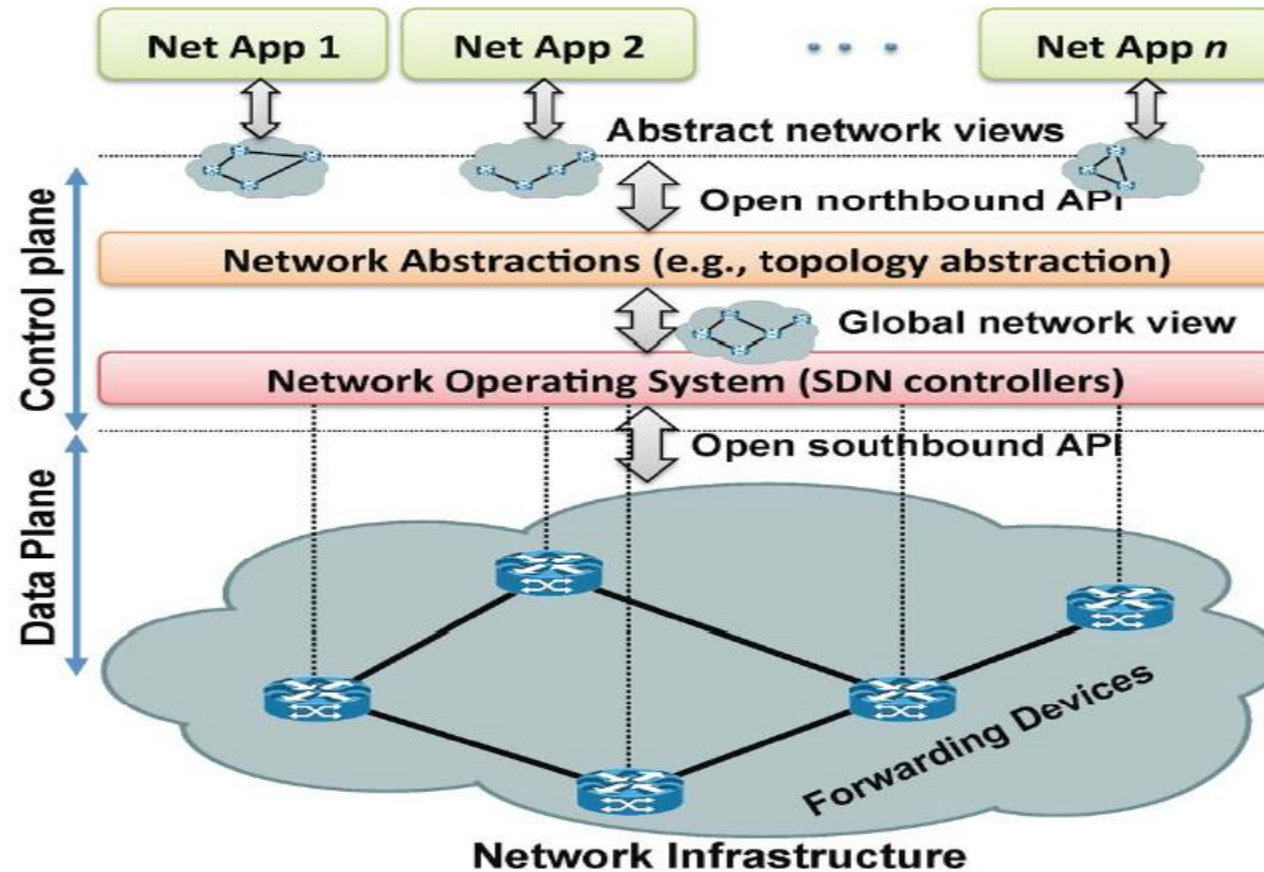 Net App 1
Net App 2
Net App n
Abstract network views
Open northbound API
Control plane
Network Abstractions (e.g., topology abstraction)
Global network view
Network Operating System (SDN controllers)
Open southbound API
Data Plane
Forwarding Devices
Network Infrastructure